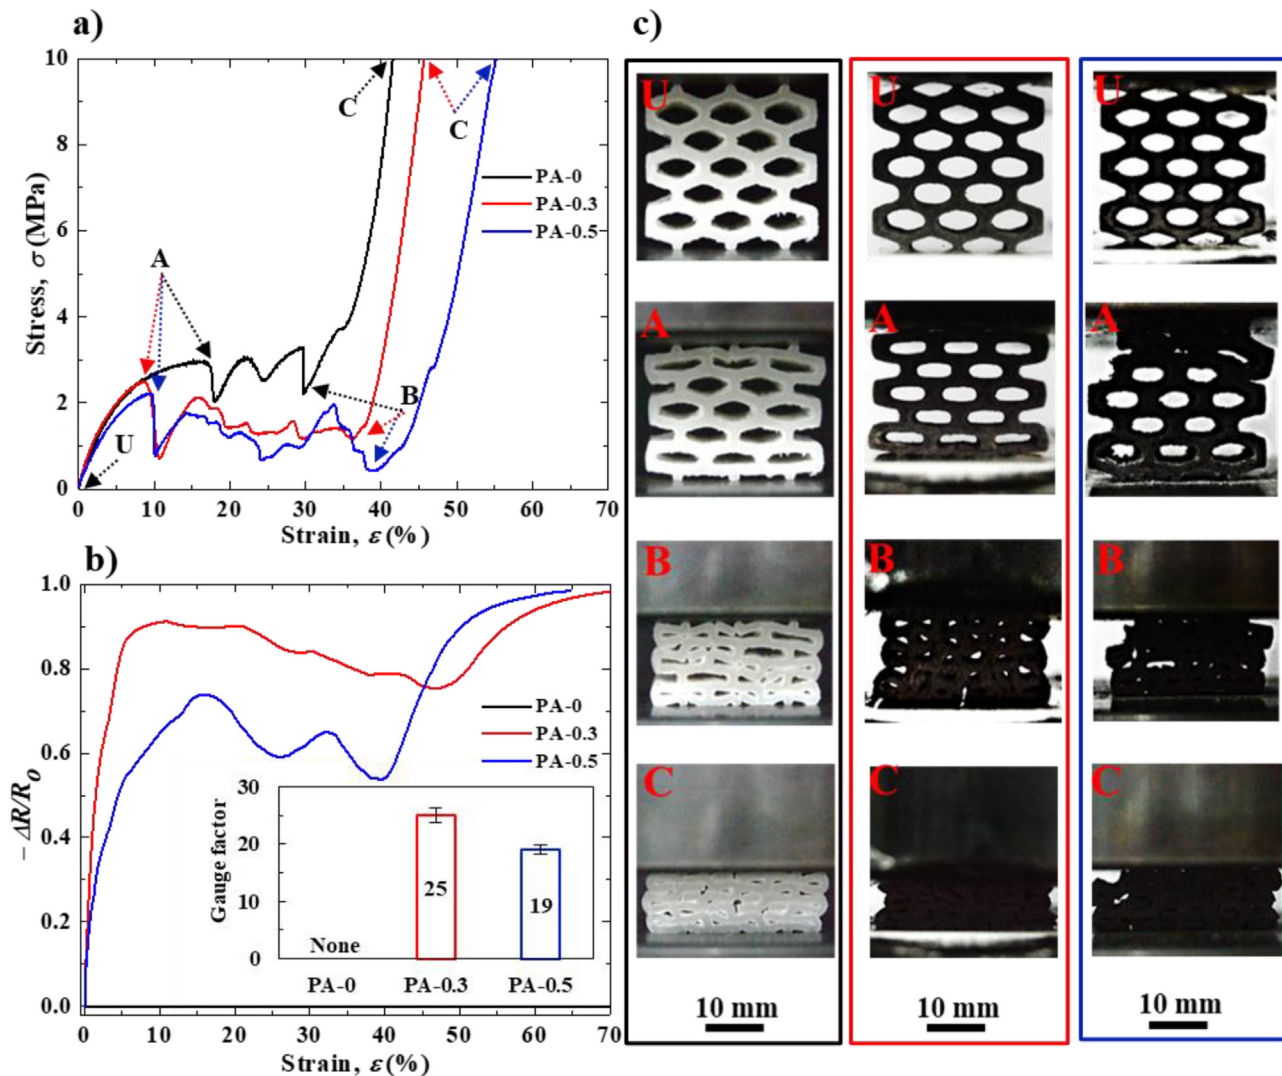 a)
10
8
6
4
2
0
Stress, σ (MPa)
A
U
C
C
B
PA-0
PA-0.3
PA-0.5
0 10 20 30 40 50 60 70
Strain, ε (%)
b)
1.0
0.8
0.6
0.4
0.2
0.0
− ΔR/Ro
PA-0
PA-0.3
PA-0.5
30
20
10
0
Gauge factor
None
25
19
PA-0 PA-0.3 PA-0.5
0 10 20 30 40 50 60 70
Strain, ε (%)
c)
U
A
B
C
10 mm
U
A
B
C
10 mm
U
A
B
C
10 mm